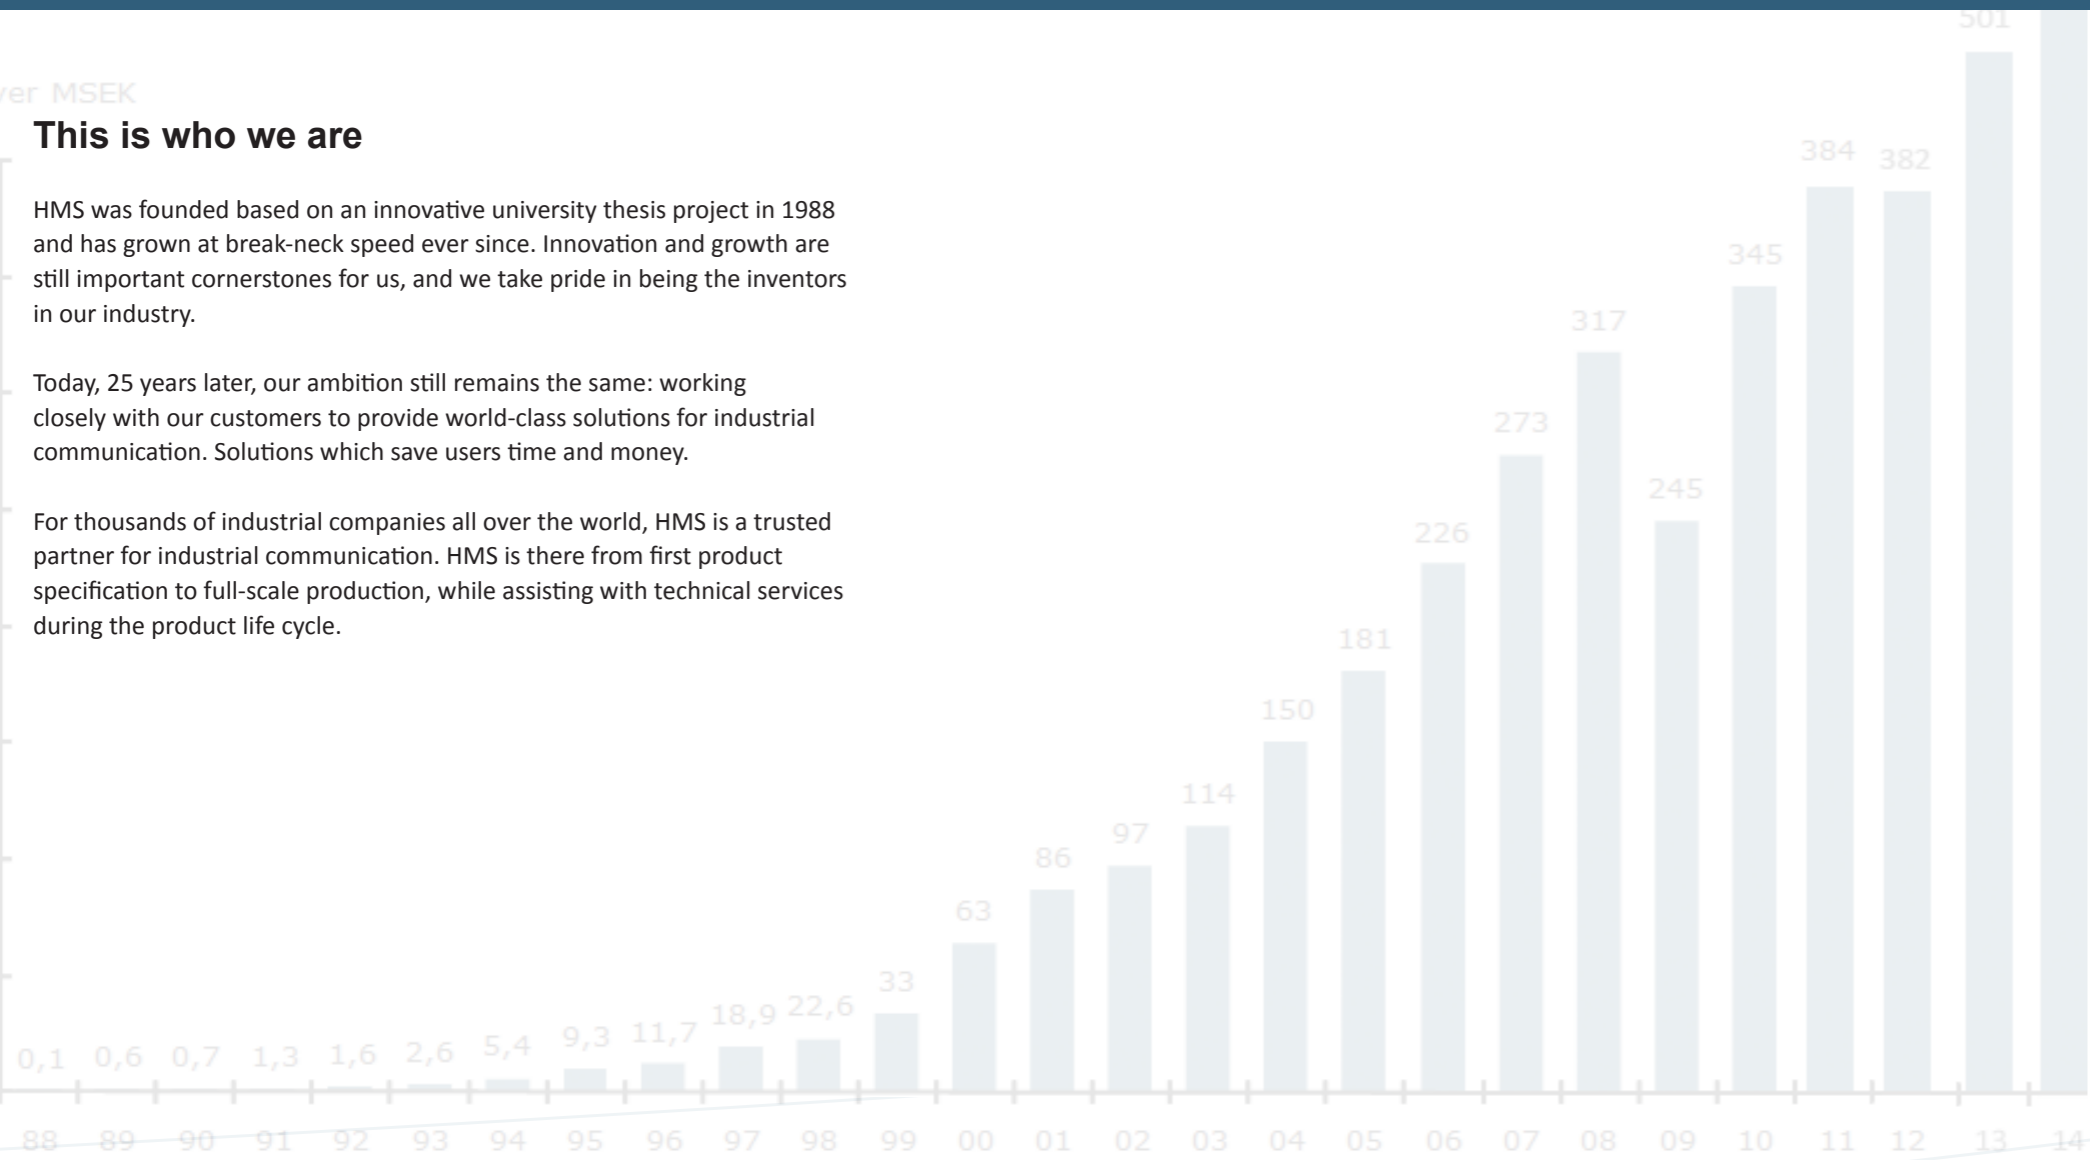 501
ver MSEK
This is who we are
384 382
HMS was founded based on an innovative university thesis project in 1988
and has grown at break-neck speed ever since. Innovation and growth are
still important cornerstones for us, and we take pride in being the inventors
in our industry.
345
317
Today, 25 years later, our ambition still remains the same: working
closely with our customers to provide world-class solutions for industrial
communication. Solutions which save users time and money.
273
245
For thousands of industrial companies all over the world, HMS is a trusted
partner for industrial communication. HMS is there from first product
specification to full-scale production, while assisting with technical services
during the product life cycle.
226
181
150
114
97
86
63
33
0,1 0,6 0,7 1,3 1,6 2,6 5,4 9,3 11,7 18,9 22,6
88 89 90 91 92 93 94 95 96 97 98 99 00 01 02 03 04 05 06 07 08 09 10 11 12 13 14